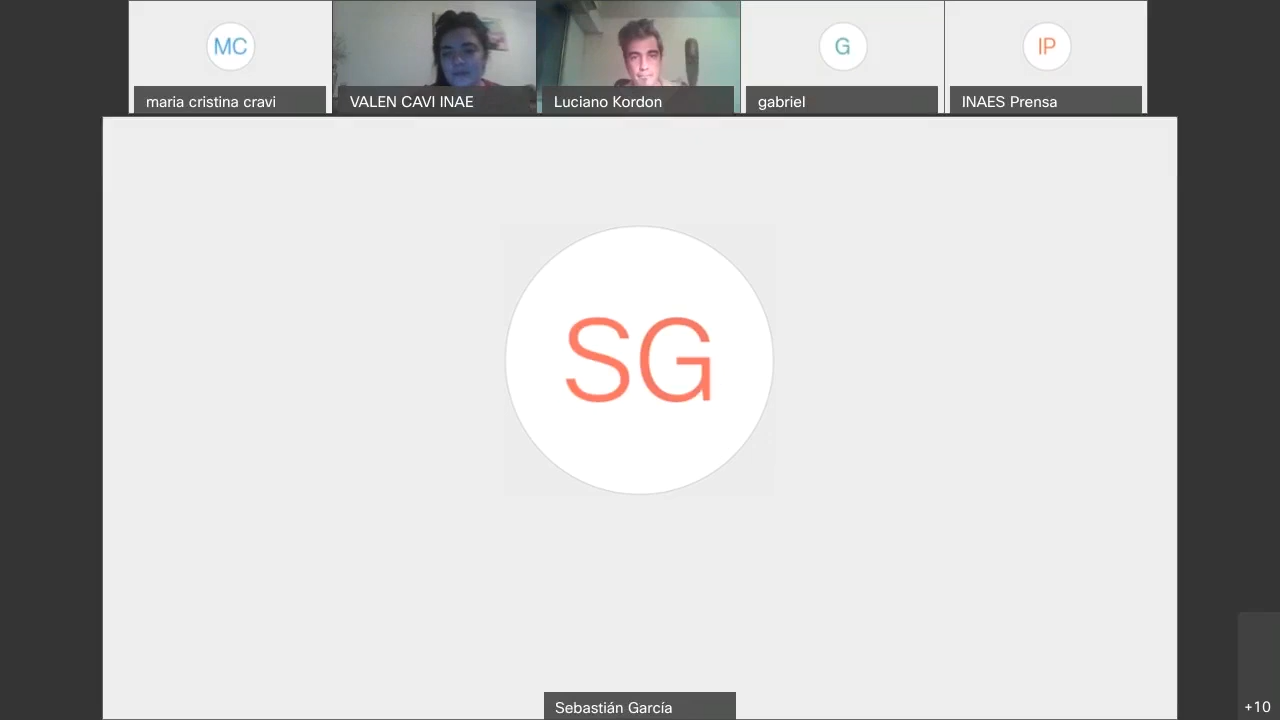 MC
maria cristina cravi
VALEN CAVI INAE
Luciano Kordon
G
gabriel
IP
INAES Prensa
SG
Sebastián García
+10